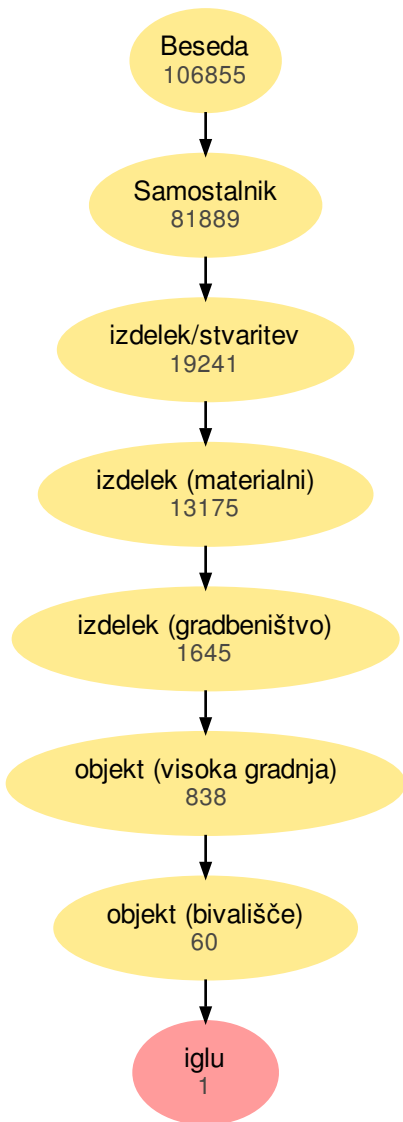 Beseda
106855
Samostalnik
81889
izdelek/stvaritev
19241
izdelek (materialni)
13175
izdelek (gradbeništvo)
1645
objekt (visoka gradnja)
838
objekt (bivališče)
60
iglu
1